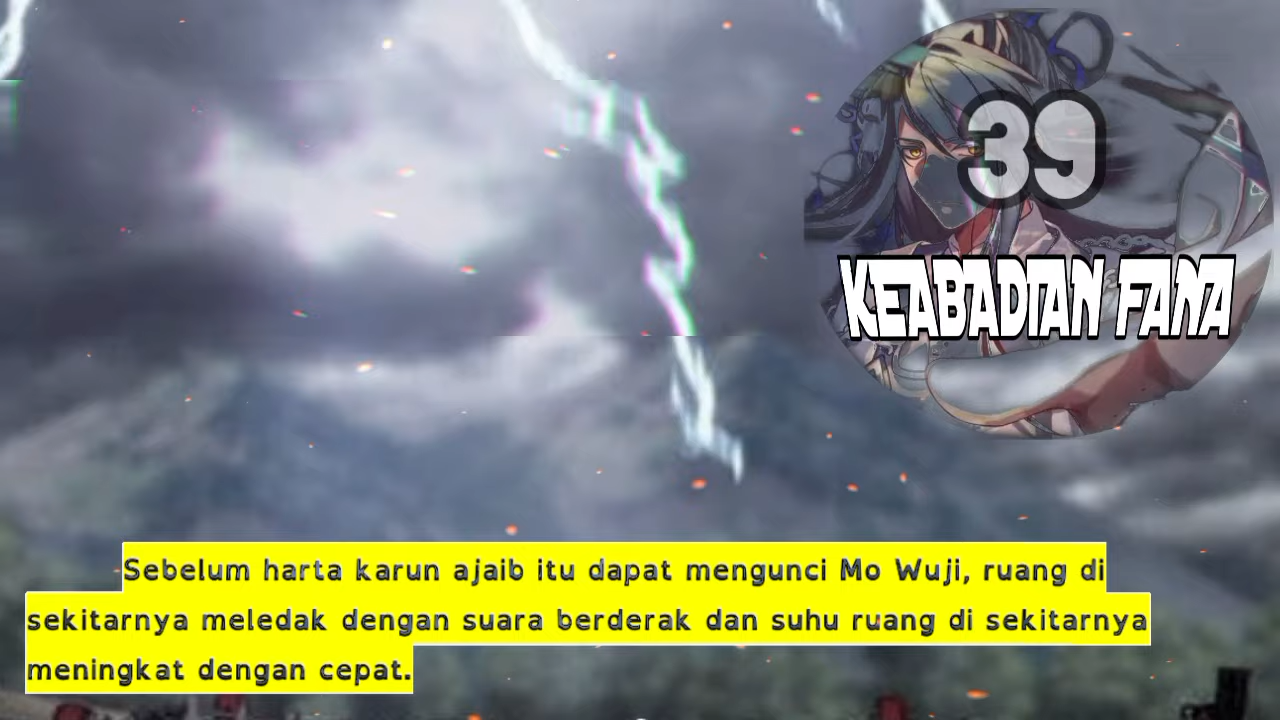 39
KEABADIAN FANA
Sebelum harta karun ajaib itu dapat mengunci Mo Wuji, ruang di
sekitarnya meledak dengan suara berderak dan suhu ruang di sekitarnya
meningkat dengan cepat.